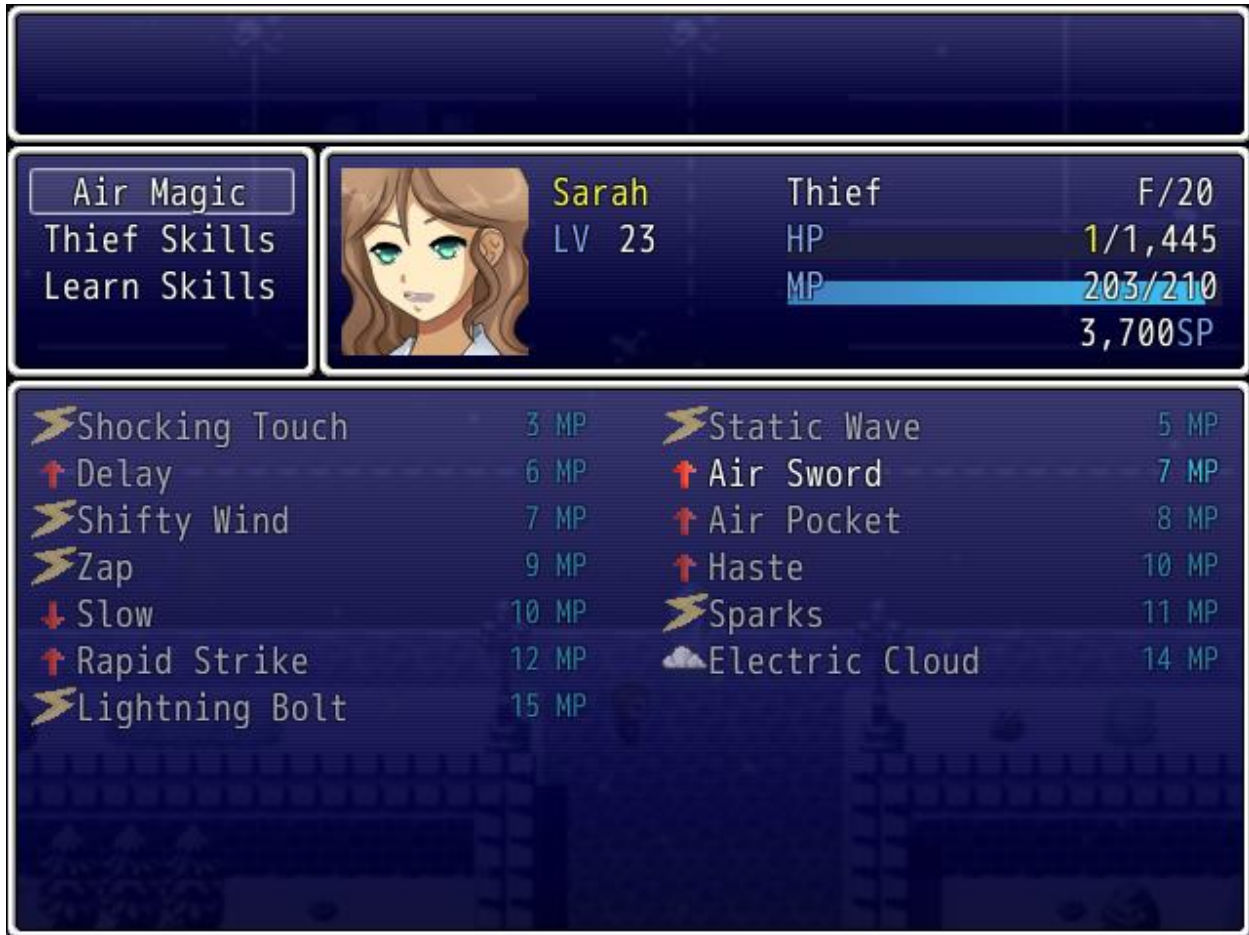 Air Magic
Thief Skills
Learn Skills
Sarah Thief F/20
LV 23 HP 1/1,445
MP 203/210
3,700SP
Shocking Touch 3 MP Static Wave 5 MP
Delay 6 MP Air Sword 7 MP
Shifty Wind 7 MP Air Pocket 8 MP
Zap 9 MP Haste 10 MP
Slow 10 MP Sparks 11 MP
Rapid Strike 12 MP Electric Cloud 14 MP
Lightning Bolt 15 MP